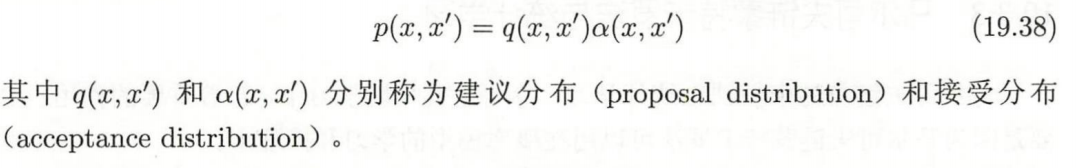 p(x, x′) = q(x, x′)α(x, x′) (19.38)
其中 q(x, x′) 和 α(x, x′) 分别称为建议分布（proposal distribution）和接受分布
（acceptance distribution）。